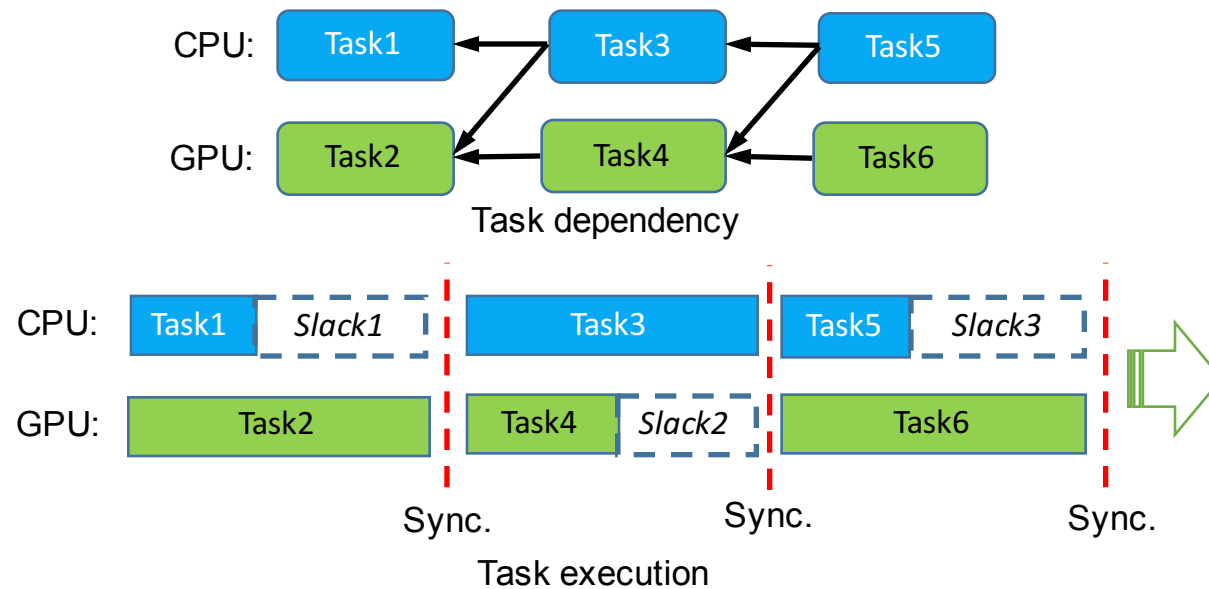 CPU: Task1 Task3 Task5
GPU: Task2 Task4 Task6
Task dependency
CPU: Task1 Slack1 Task3 Task5 Slack3
GPU: Task2 Task4 Slack2 Task6
Sync. Sync. Sync.
Task execution